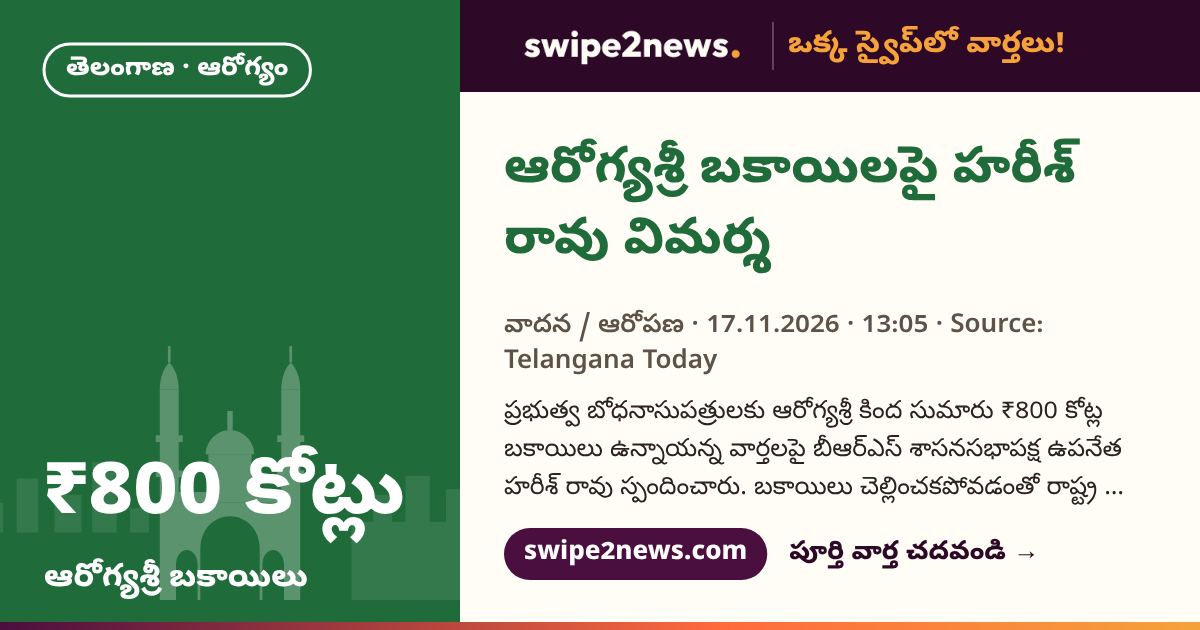 తెలంగాణ · ఆరోగ్యం
₹800 కోట్లు
ఆరోగ్యశ్రీ బకాయిలు
swipe2news.
ఒక్క స్వైప్‌లో వార్తలు!
ఆరోగ్యశ్రీ బకాయిలపై హరీశ్
రావు విమర్శ
వాదన / ఆరోపణ · 17.11.2026 · 13:05 · Source:
Telangana Today
ప్రభుత్వ బోధనాసుపత్రులకు ఆరోగ్యశ్రీ కింద సుమారు ₹800 కోట్ల
బకాయిలు ఉన్నాయన్న వార్తలపై బీఆర్ఎస్ శాసనసభాపక్ష ఉపనేత
హరీశ్ రావు స్పందించారు. బకాయిలు చెల్లించకపోవడంతో రాష్ట్ర ...
swipe2news.com
పూర్తి వార్త చదవండి →